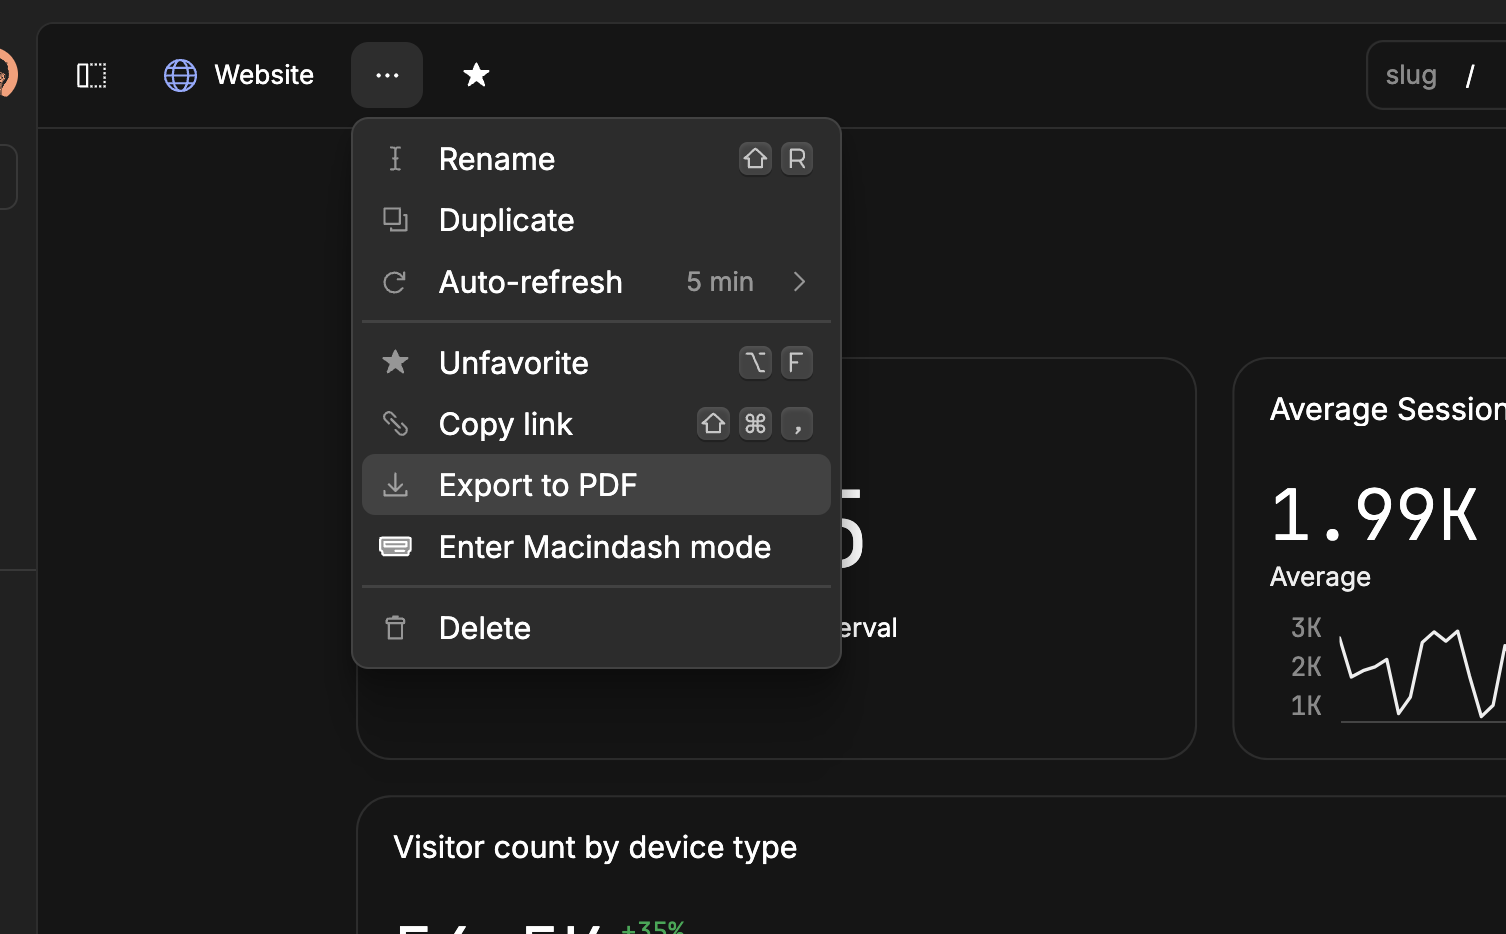 Website
slug /
Rename R
Duplicate
Auto-refresh 5 min
Unfavorite ⌥ F
Copy link ⌘ ,
Export to PDF
Enter Macindash mode
Delete
5
erval
Average Session
1.99K
Average
3K
2K
1K
Visitor count by device type
+35%